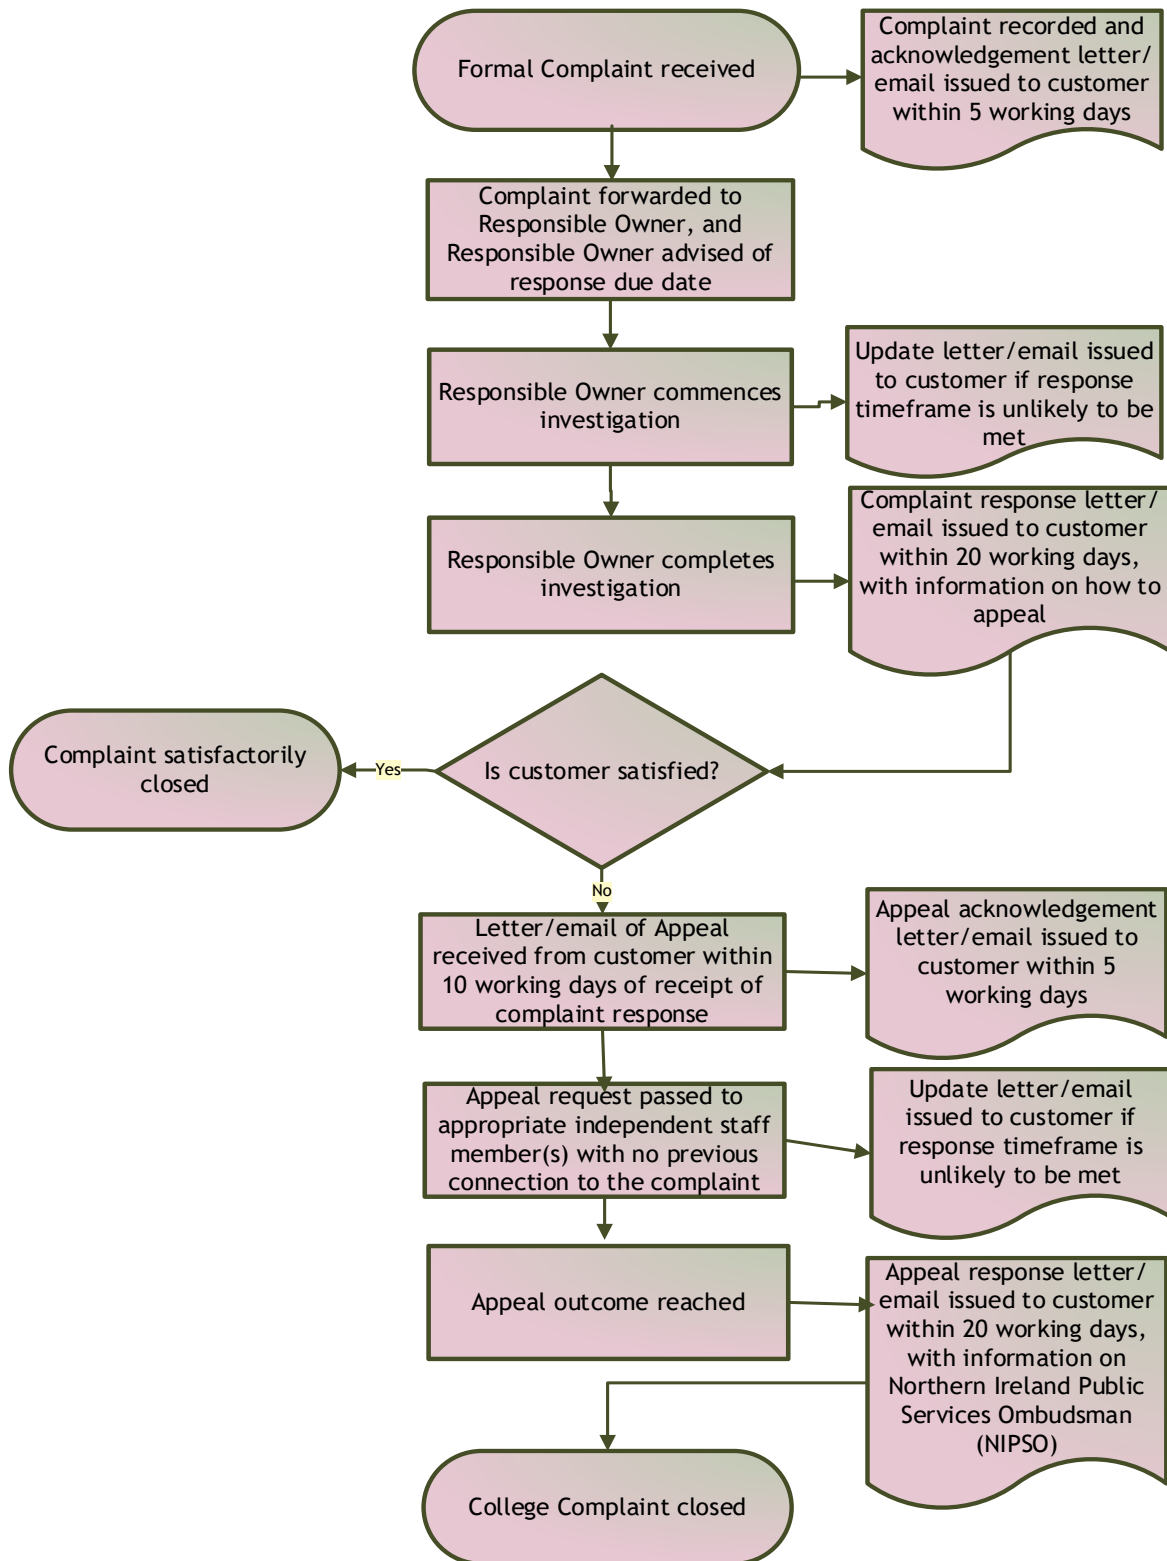 Formal Complaint received
Complaint recorded and
acknowledgement letter/
email issued to customer
within 5 working days
Complaint forwarded to
Responsible Owner, and
Responsible Owner advised of
response due date
Responsible Owner commences
investigation
Update letter/email issued
to customer if response
timeframe is unlikely to be
met
Responsible Owner completes
investigation
Complaint response letter/
email issued to customer
within 20 working days,
with information on how to
appeal
Is customer satisfied?
Yes
Complaint satisfactorily
closed
No
Letter/email of Appeal
received from customer within
10 working days of receipt of
complaint response
Appeal acknowledgement
letter/email issued to
customer within 5
working days
Appeal request passed to
appropriate independent staff
member(s) with no previous
connection to the complaint
Update letter/email
issued to customer if
response timeframe is
unlikely to be met
Appeal outcome reached
Appeal response letter/
email issued to customer
within 20 working days,
with information on
Northern Ireland Public
Services Ombudsman
(NIPSO)
College Complaint closed